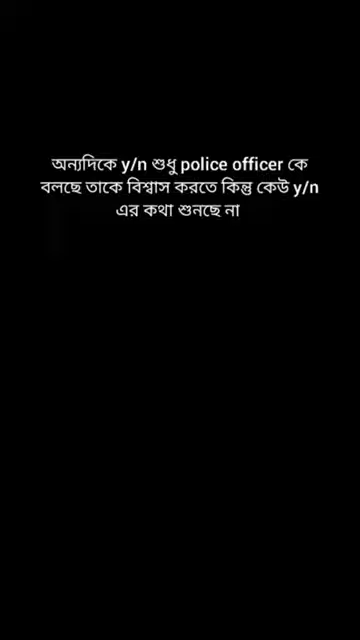 অন্যদিকে y/n শুধু police officer কে
বলছে তাকে বিশ্বাস করতে কিন্তু কেউ y/n
এর কথা শুনছে না